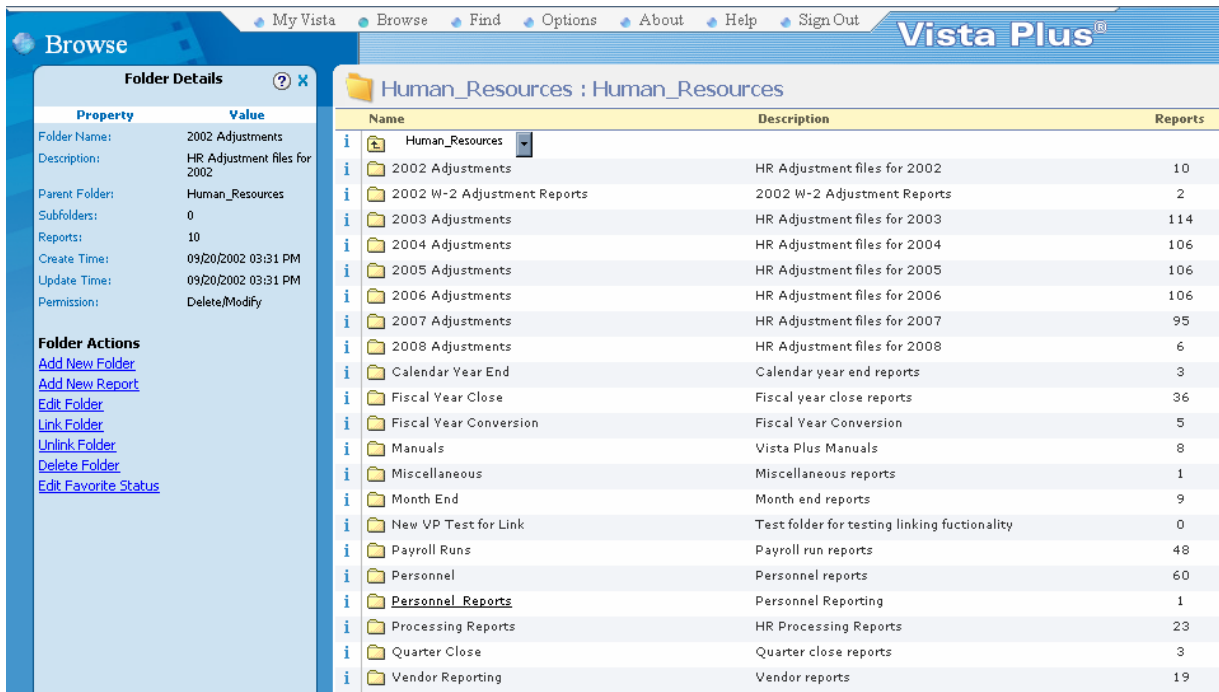 My Vista Browse Find Options About Help Sign Out
Browse
Vista Plus®
Folder Details ? X
Property Value
Folder Name: 2002 Adjustments
Description: HR Adjustment files for 2002
Parent Folder: Human_Resources
Subfolders: 0
Reports: 10
Create Time: 09/20/2002 03:31 PM
Update Time: 09/20/2002 03:31 PM
Permission: Delete/Modify
Folder Actions
Add New Folder
Add New Report
Edit Folder
Link Folder
Unlink Folder
Delete Folder
Edit Favorite Status
Human_Resources : Human_Resources
Name Description Reports
i Human_Resources
i 2002 Adjustments HR Adjustment files for 2002 10
i 2002 W-2 Adjustment Reports 2002 W-2 Adjustment Reports 2
i 2003 Adjustments HR Adjustment files for 2003 114
i 2004 Adjustments HR Adjustment files for 2004 106
i 2005 Adjustments HR Adjustment files for 2005 106
i 2006 Adjustments HR Adjustment files for 2006 106
i 2007 Adjustments HR Adjustment files for 2007 95
i 2008 Adjustments HR Adjustment files for 2008 6
i Calendar Year End Calendar year end reports 3
i Fiscal Year Close Fiscal year close reports 36
i Fiscal Year Conversion Fiscal Year Conversion 5
i Manuals Vista Plus Manuals 8
i Miscellaneous Miscellaneous reports 1
i Month End Month end reports 9
i New VP Test for Link Test folder for testing linking fuctionality 0
i Payroll Runs Payroll run reports 48
i Personnel Personnel reports 60
i Personnel_Reports Personnel Reporting 1
i Processing Reports HR Processing Reports 23
i Quarter Close Quarter close reports 3
i Vendor Reporting Vendor reports 19